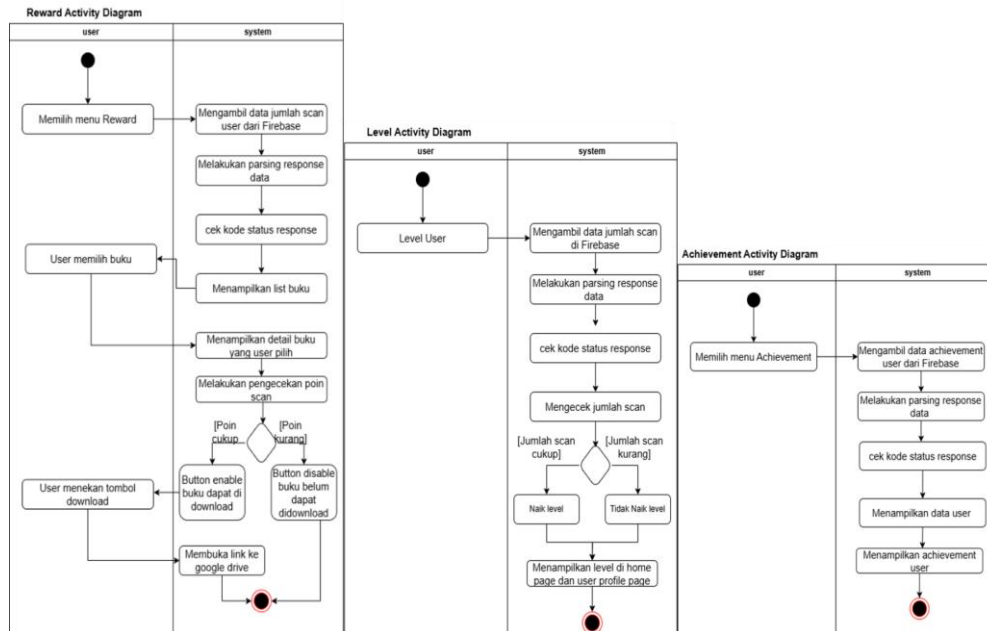 Reward Activity Diagram
user
system
Memilih menu Reward
Mengambil data jumlah scan
user dari Firebase
Melakukan parsing response
data
cek kode status response
User memilih buku
Menampilkan list buku
Menampilkan detail buku
yang user pilih
Melakukan pengecekan poin
scan
[Poin
cukup
[Poin
kurang]
Button enable
buku dapat di
download
Button disable
buku belum
dapat
didownload
User menekan tombol
download
Membuka link ke
google drive
Level Activity Diagram
user
system
Level User
Mengambil data jumlah scan
di Firebase
Melakukan parsing response
data
cek kode status response
Mengecek jumlah scan
[Jumlah scan
cukup]
[Jumlah scan
kurang]
Naik level
Tidak Naik level
Menampilkan level di home
page dan user profile page
Achievement Activity Diagram
user
system
Memilih menu Achievement
Mengambil data achievement
user dari Firebase
Melakukan parsing response
data
cek kode status response
Menampilkan data user
Menampilkan achievement
user